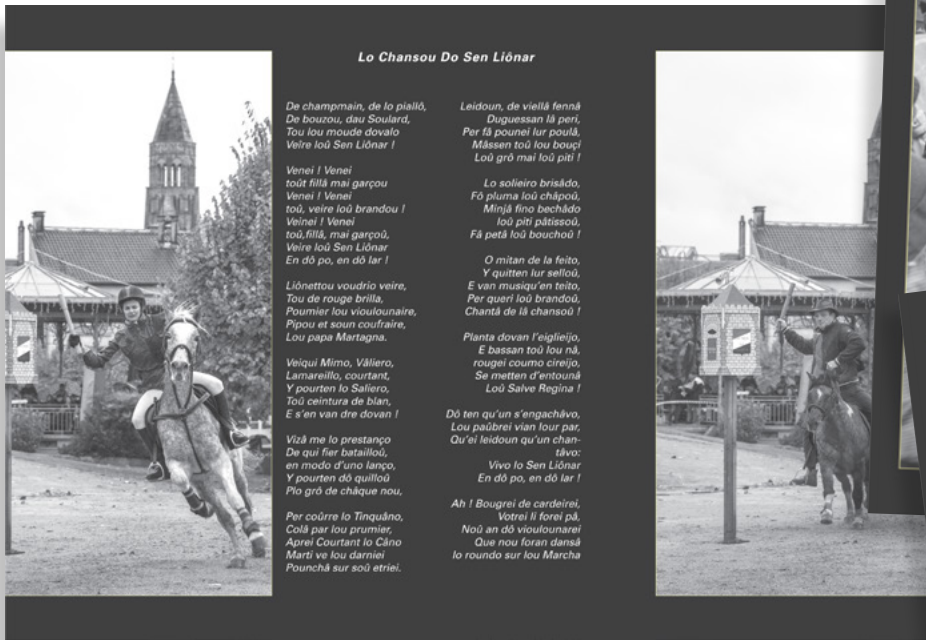 Lo Chansou Do Sen Liônar
De champmain, de lo piallô,
De bouzou, dau Soulard,
Tou lou moude dovalo
Veîre loû Sen Liônar !
Venei ! Venei
toût fillâ mai garçou
Venei ! Venei
toû, veire loû brandou !
Veinei ! Venei
toû,fillâ, mai garçoû,
Veire loû Sen Liônar
En dô po, en dô lar !
Liônettou voudrio veire,
Tou de rouge brilla,
Poumier lou vioulounaire,
Pipou et soun coufraire,
Lou papa Martagna.
Veiqui Mimo, Vâliero,
Lamareillo, courtant,
Y pourten lo Saliero,
Toû ceintura de blan,
E s'en van dre dovan !
Vizâ me lo prestanço
De qui fier batailloû,
en modo d'uno lanço,
Y pourten dô quilloû
Plo grô de châque nou,
Per coûrre lo Tinquâno,
Colâ par lou prumier,
Aprei Courtant lo Câno
Marti ve lou darniei
Pounchâ sur soû etriei.
Leidoun, de viellâ fennâ
Duguessan lâ peri,
Per fâ pounei lur poulâ,
Mâssen toû lou bouçi
Loû grô mai loû piti !
Lo solieiro brisâdo,
Fô pluma loû châpoû,
Minjâ fino bechâdo
loû piti pâtissoû,
Fâ petâ loû bouchoû !
O mitan de la feito,
Y quitten lur selloû,
E van musiqu'en teito,
Per queri loû brandoû,
Chantâ de lâ chansoû !
Planta dovan l'eiglieijo,
E bassan toû lou nâ,
rougei coumo cireijo,
Se metten d'entounâ
Loû Salve Regina !
Dô ten qu'un s'engachâvo,
Lou paûbrei vian lour par,
Qu'ei leidoun qu'un chan-
tâvo:
Vivo lo Sen Liônar
En dô po, en dô lar !
Ah ! Bougrei de cardeirei,
Votrei li forei pâ,
Noû an dô vioulounarei
Que nou foran dansâ
lo roundo sur lou Marcha